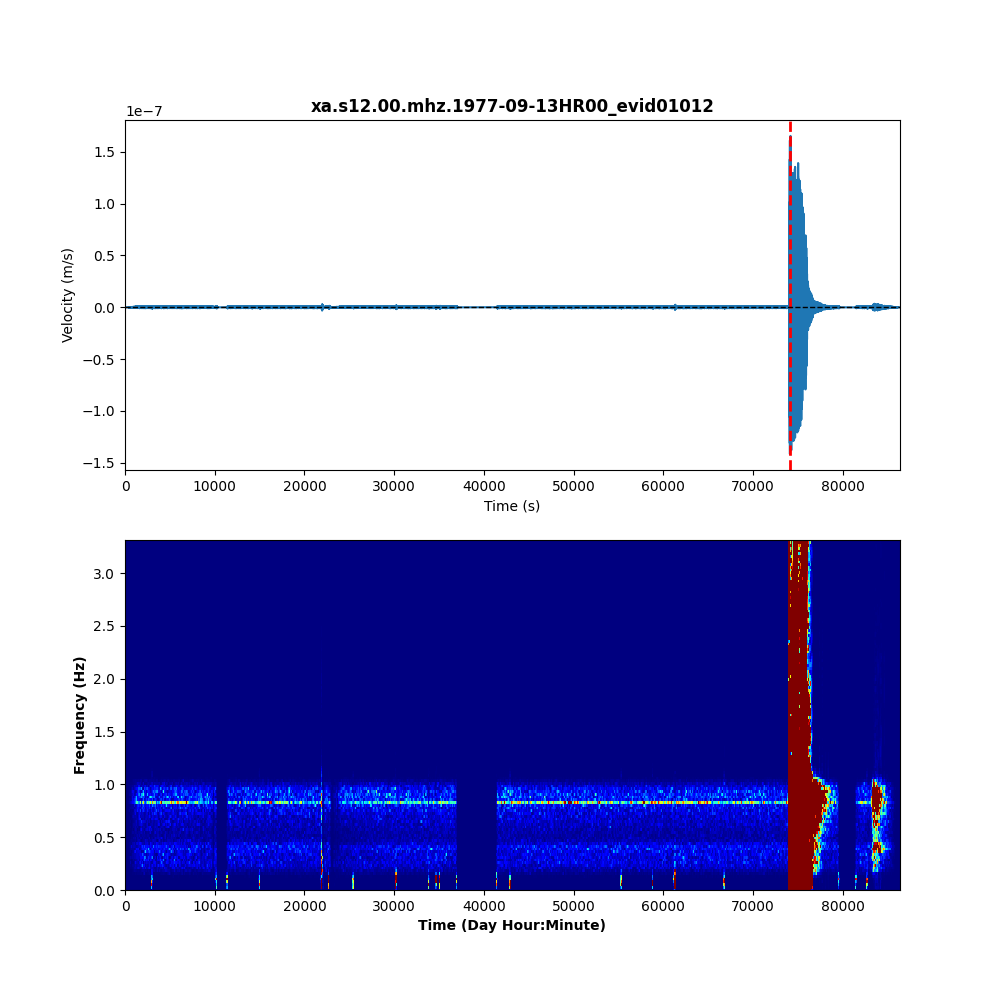 xa.s12.00.mhz.1977-09-13HR00_evid01012
1e−7
1.5
1.0
0.5
0.0
−0.5
−1.0
−1.5
Velocity (m/s)
0 10000 20000 30000 40000 50000 60000 70000 80000
Time (s)
3.0
2.5
2.0
1.5
1.0
0.5
0.0
Frequency (Hz)
0 10000 20000 30000 40000 50000 60000 70000 80000
Time (Day Hour:Minute)